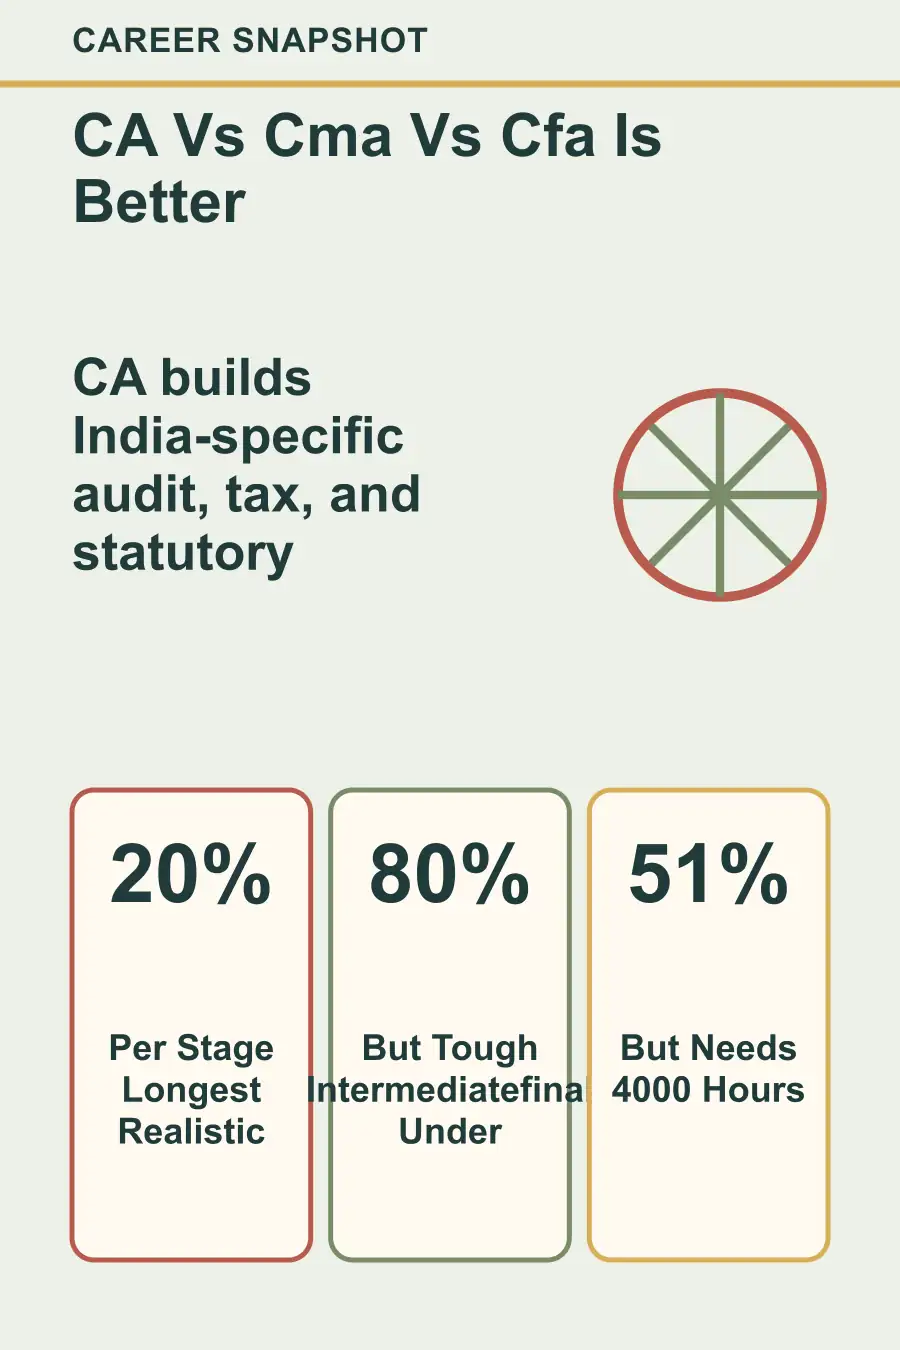 CAREER SNAPSHOT
CA Vs Cma Vs Cfa Is
Better
CA builds
India-specific
audit, tax, and
statutory
20%
Per Stage
Longest
Realistic
80%
But Tough
Intermediatefinal
Under
51%
But Needs
4000 Hours